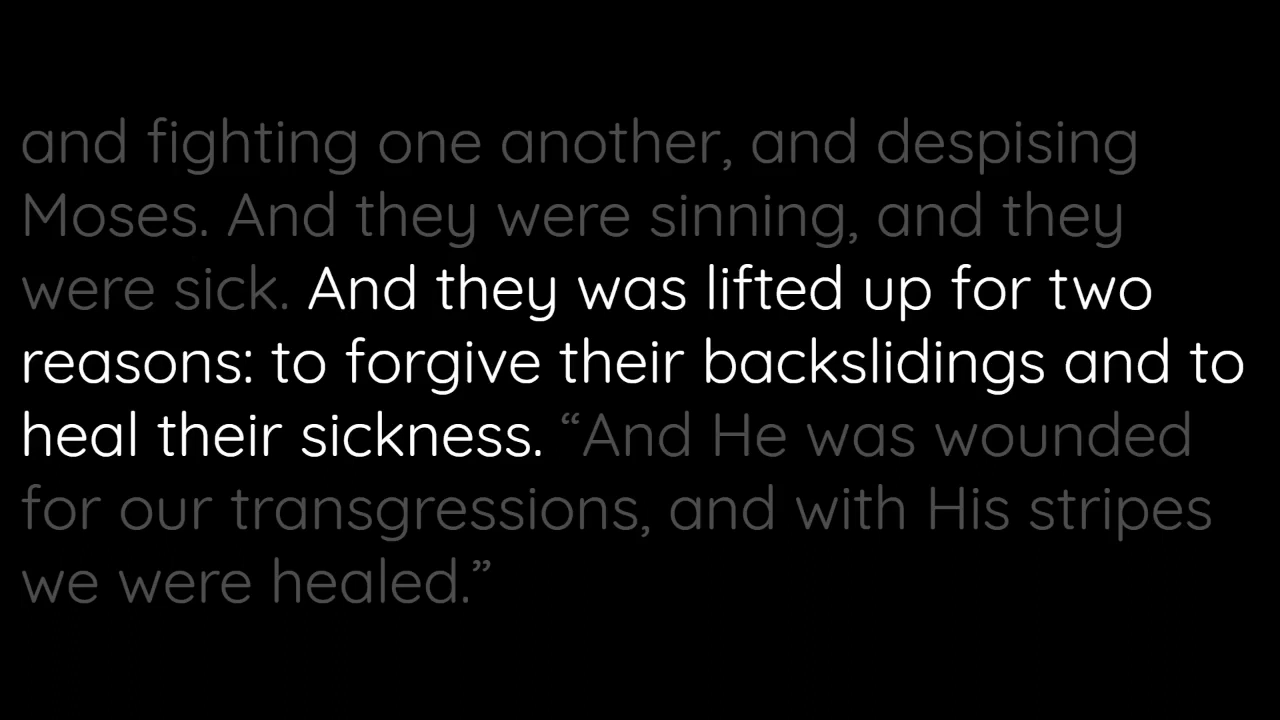 and fighting one another, and despising
Moses. And they were sinning, and they
were sick. And they was lifted up for two
reasons: to forgive their backslidings and to
heal their sickness. “And He was wounded
for our transgressions, and with His stripes
we were healed.”